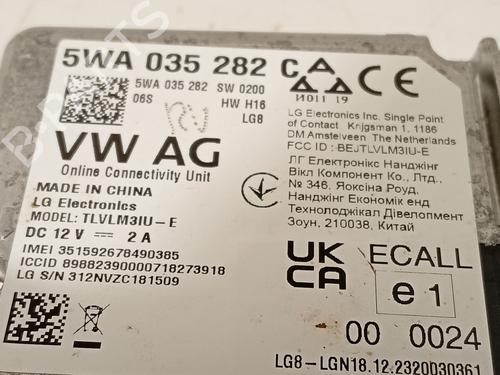 5WA 035 282 C
5WA 035 282 SW 0200
06S HW H16
LG8
VW AG
Online Connectivity Unit
MADE IN CHINA
LG Electronics
MODEL: TLVLM3IU-E
DC 12 V 2 A
IMEI 351592678490385
ICCID 89882390000718273918
LG S/N 312NVZC181509
LG Electronics Inc. Single Point
of Contact Krijgsman 1, 1186
DM Amstelveen The Netherlands
FCC ID: BEJTLVLM3IU-E
ЛГ Електронікс Нанджінг
Вікл Компонент Ко., Лтд.,
№ 346, Яоксіна Роуд,
Нанджінг Економік енд
Технолоджікал Дівелопмент
Зоун, 210038, Китай
CE
UK
CA
ECALL
e 1
00 0024
LG8-LGN18.12.2320030361